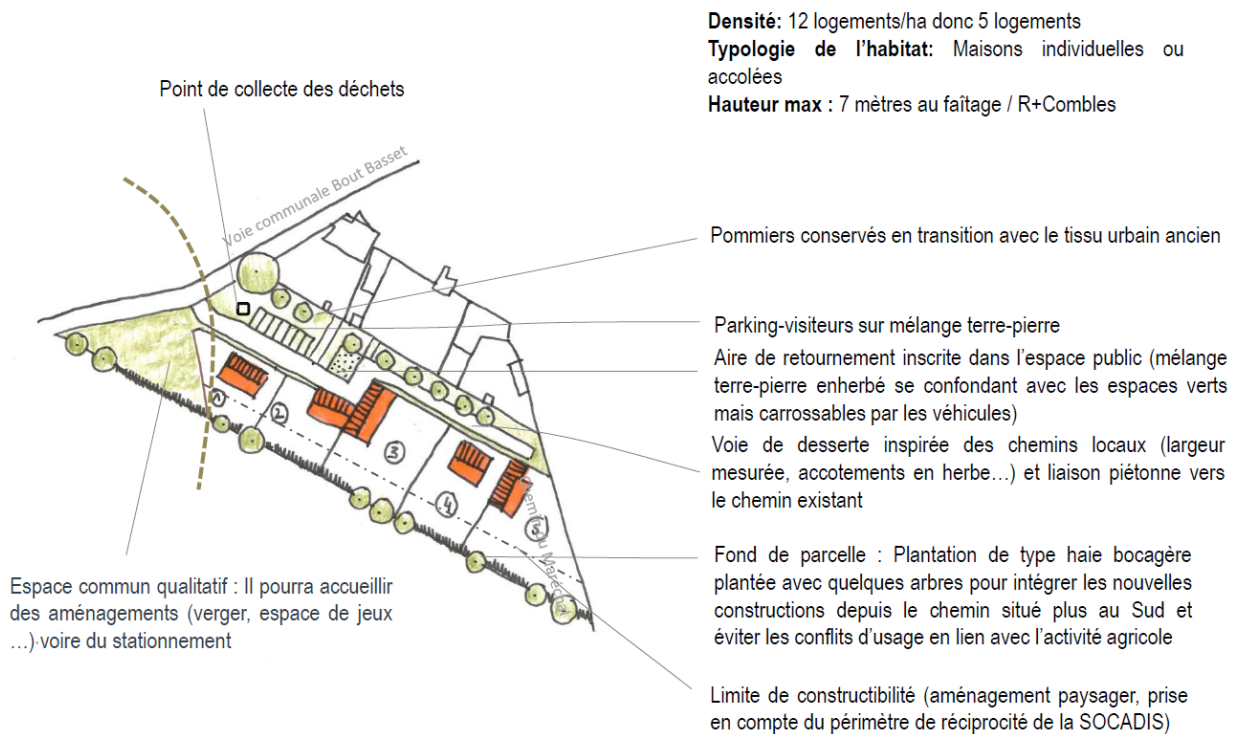 Densité: 12 logements/ha donc 5 logements
Typologie de l'habitat: Maisons individuelles ou
accolées
Hauteur max : 7 mètres au faîtage / R+Combles
Point de collecte des déchets
Voie communale Bout Basset
Pommiers conservés en transition avec le tissu urbain ancien
Parking-visiteurs sur mélange terre-pierre
Aire de retournement inscrite dans l'espace public (mélange
terre-pierre enherbé se confondant avec les espaces verts
mais carrossables par les véhicules)
Voie de desserte inspirée des chemins locaux (largeur
mesurée, accotements en herbe…) et liaison piétonne vers
le chemin existant
Fond de parcelle : Plantation de type haie bocagère
plantée avec quelques arbres pour intégrer les nouvelles
constructions depuis le chemin situé plus au Sud et
éviter les conflits d'usage en lien avec l'activité agricole
Limite de constructibilité (aménagement paysager, prise
en compte du périmètre de réciprocité de la SOCADIS)
Espace commun qualitatif : Il pourra accueillir
des aménagements (verger, espace de jeux
…) voire du stationnement
1
2
3
4
5
Chemin du Maréchal